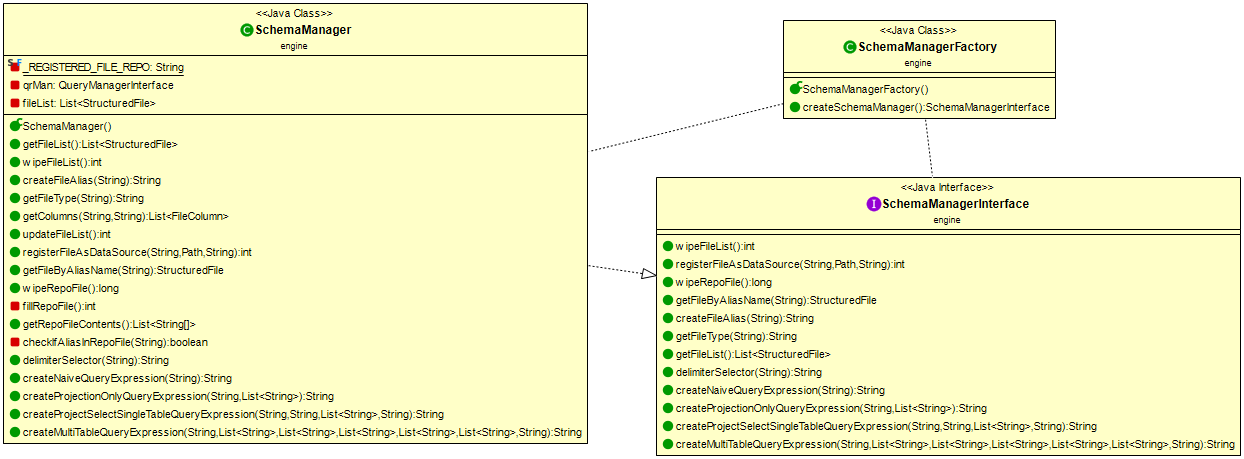 <<Java Class>>
SchemaManager
engine
_REGISTERED_FILE_REPO: String
qrMan: QueryManagerInterface
fileList: List<StructuredFile>
SchemaManager()
getFileList():List<StructuredFile>
wipeFileList():int
createFileAlias(String):String
getFileType(String):String
getColumns(String,String):List<FileColumn>
updateFileList():int
registerFileAsDataSource(String,Path,String):int
getFileByAliasName(String):StructuredFile
wipeRepoFile():long
fillRepoFile():int
getRepoFileContents():List<String[]>
checkIfAliasInRepoFile(String):boolean
delimiterSelector(String):String
createNaiveQueryExpression(String):String
createProjectionOnlyQueryExpression(String,List<String>):String
createProjectSelectSingleTableQueryExpression(String,String,List<String>,String):String
createMultiTableQueryExpression(String,List<String>,List<String>,List<String>,List<String>,List<String>,String):String
<<Java Class>>
SchemaManagerFactory
engine
SchemaManagerFactory()
createSchemaManager():SchemaManagerInterface
<<Java Interface>>
SchemaManagerInterface
engine
wipeFileList():int
registerFileAsDataSource(String,Path,String):int
wipeRepoFile():long
getFileByAliasName(String):StructuredFile
createFileAlias(String):String
getFileType(String):String
getFileList():List<StructuredFile>
delimiterSelector(String):String
createNaiveQueryExpression(String):String
createProjectionOnlyQueryExpression(String,List<String>):String
createProjectSelectSingleTableQueryExpression(String,String,List<String>,String):String
createMultiTableQueryExpression(String,List<String>,List<String>,List<String>,List<String>,List<String>,String):String